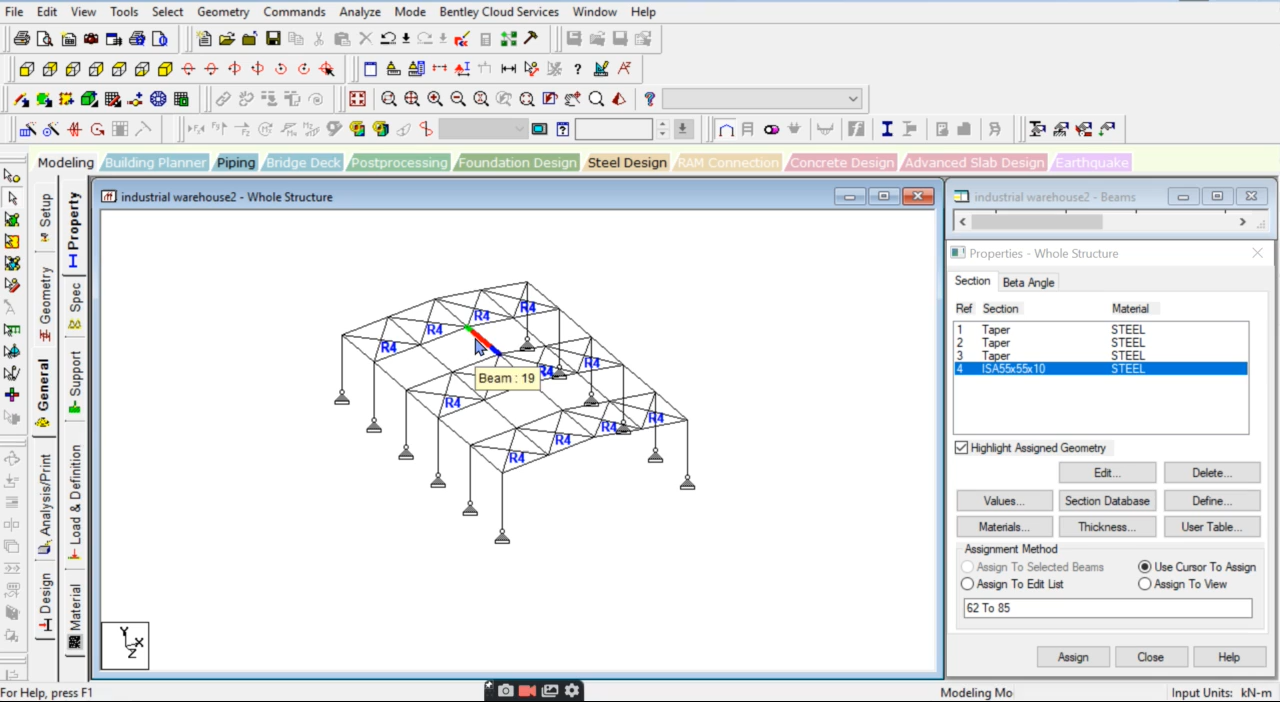 File Edit View Tools Select Geometry Commands Analyze Mode Bentley Cloud Services Window Help
Modeling Building Planner Piping Bridge Deck Postprocessing Foundation Design Steel Design RAM Connection Concrete Design Advanced Slab Design Earthquake
Setup
Geometry
General
Analysis/Print
Design
Property
Spec
Support
Load & Definition
Material
industrial warehouse2 - Whole Structure
R4
R4
R4
R4
R4
R4
R4
R4
R4
R4
R4
Beam : 19
Y
X
Z
industrial warehouse2 - Beams
Properties - Whole Structure
Section Beta Angle
Ref Section Material
1 Taper STEEL
2 Taper STEEL
3 Taper STEEL
4 ISA55x55x10 STEEL
Highlight Assigned Geometry
Edit... Delete...
Values... Section Database Define...
Materials... Thickness... User Table...
Assignment Method
Assign To Selected Beams Use Cursor To Assign
Assign To Edit List Assign To View
62 To 85
Assign Close Help
For Help, press F1 Modeling Mo Input Units: kN-m